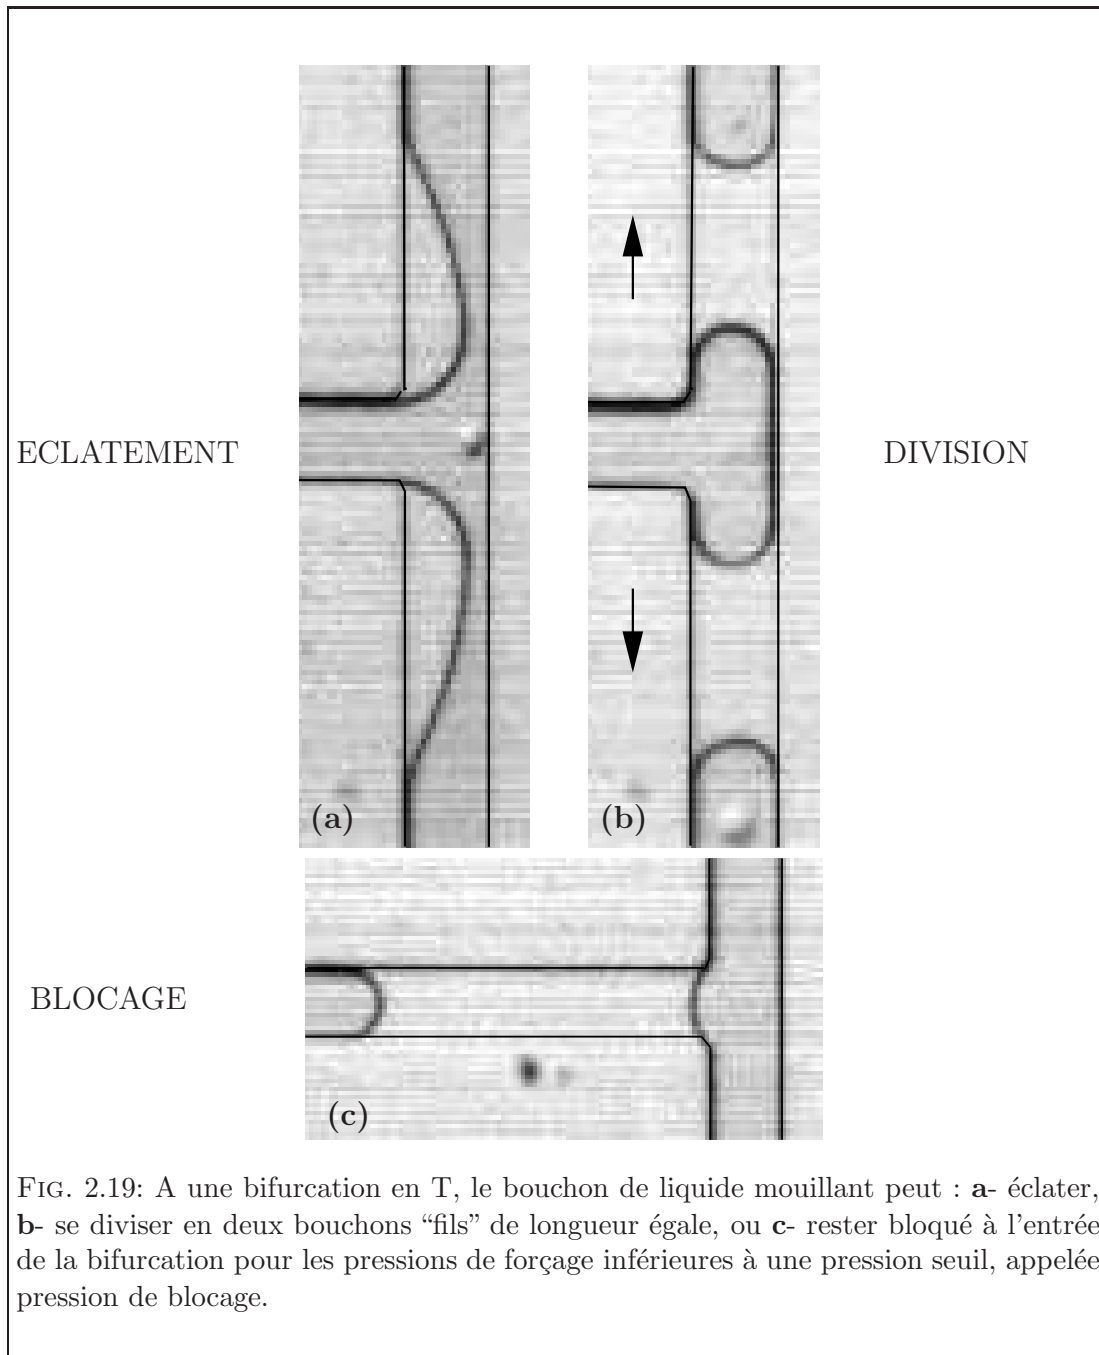 ECLATEMENT
DIVISION
(a)
(b)
BLOCAGE
(c)
FIG. 2.19: A une bifurcation en T, le bouchon de liquide mouillant peut : a- éclater,
b- se diviser en deux bouchons “fils” de longueur égale, ou c- rester bloqué à l'entrée
de la bifurcation pour les pressions de forçage inférieures à une pression seuil, appelée
pression de blocage.